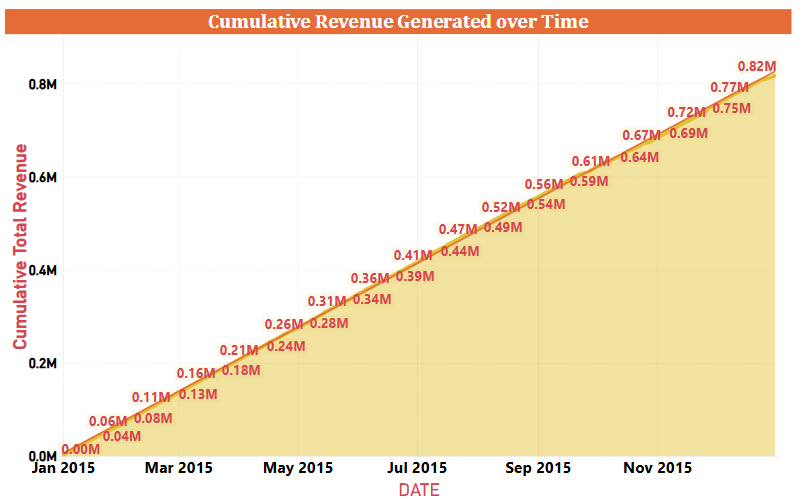 Cumulative Revenue Generated over Time
Cumulative Total Revenue
0.8M
0.6M
0.4M
0.2M
0.0M
0.00M
0.04M
0.06M
0.08M
0.11M
0.13M
0.16M
0.18M
0.21M
0.24M
0.26M
0.28M
0.31M
0.34M
0.36M
0.39M
0.41M
0.44M
0.47M
0.49M
0.52M
0.54M
0.56M
0.59M
0.61M
0.64M
0.67M
0.69M
0.72M
0.75M
0.77M
0.82M
Jan 2015 Mar 2015 May 2015 Jul 2015 Sep 2015 Nov 2015
DATE